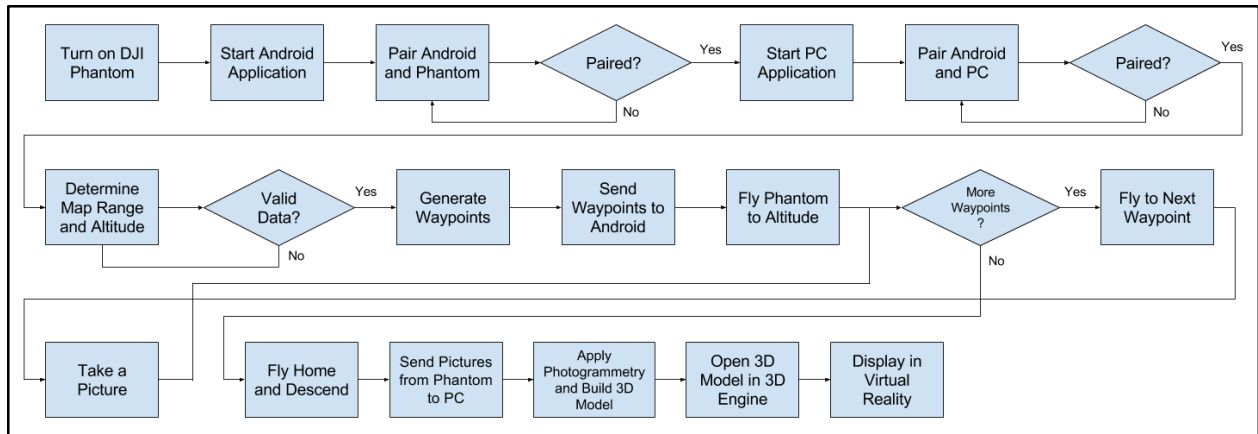 Turn on DJI
Phantom
Start Android
Application
Pair Android
and Phantom
Paired?
Yes
No
Start PC
Application
Pair Android
and PC
Paired?
Yes
No
Determine
Map Range
and Altitude
Valid
Data?
Yes
No
Generate
Waypoints
Send
Waypoints to
Android
Fly Phantom
to Altitude
More
Waypoints
?
Yes
No
Fly to Next
Waypoint
Take a
Picture
Fly Home
and Descend
Send Pictures
from Phantom
to PC
Apply
Photogrammetry
and Build 3D
Model
Open 3D
Model in 3D
Engine
Display in
Virtual
Reality